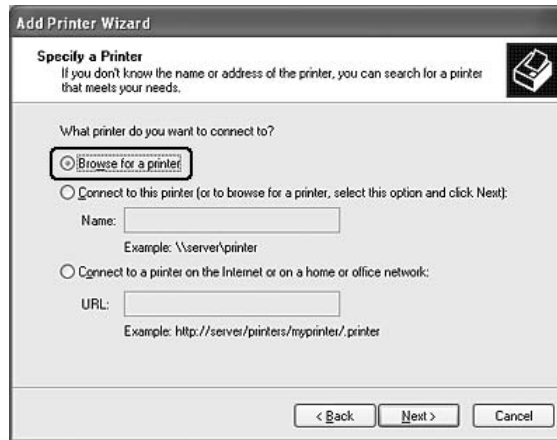 Add Printer Wizard
Specify a Printer
If you don't know the name or address of the printer, you can search for a printer
that meets your needs.
What printer do you want to connect to?
Browse for a printer
Connect to this printer (or to browse for a printer, select this option and click Next):
Name:
Example: \\server\printer
Connect to a printer on the Internet or on a home or office network:
URL:
Example: http://server/printers/myprinter/.printer
< Back Next > Cancel